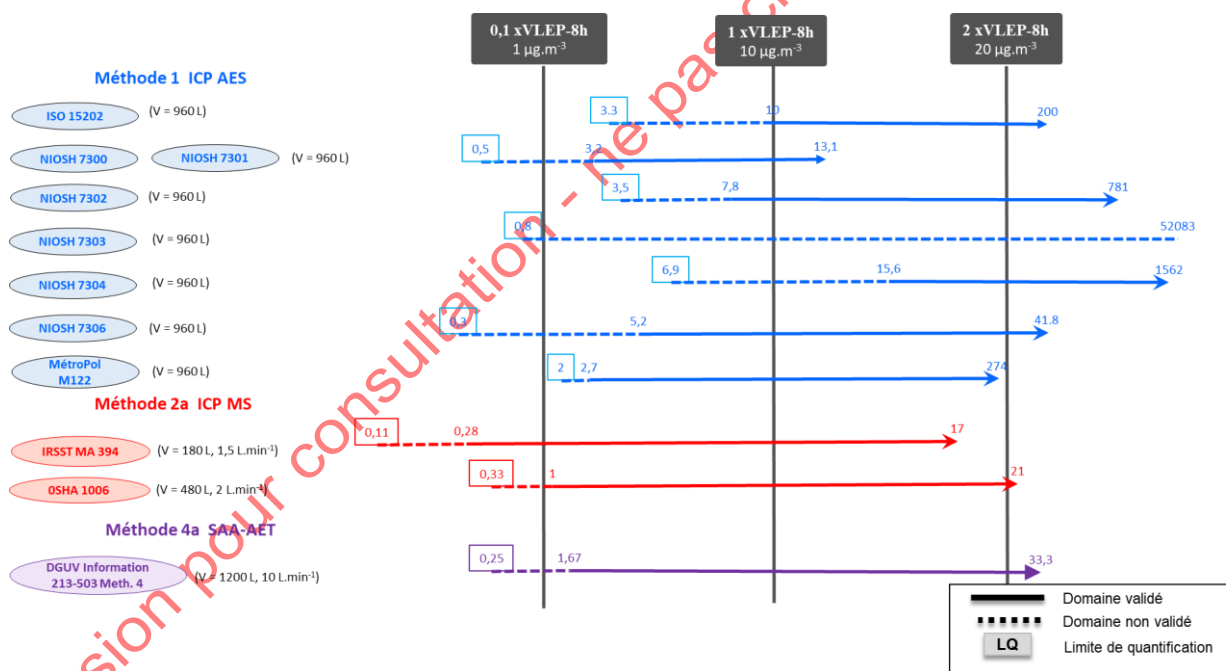 0,1 xVLEP-8h
1 µg.m-3
1 xVLEP-8h
10 µg.m-3
2 xVLEP-8h
20 µg.m-3
Méthode 1 ICP AES
ISO 15202 (V = 960 L) 3.3 10 200
NIOSH 7300 NIOSH 7301 (V = 960 L) 0,5 3,2 13,1
NIOSH 7302 (V = 960 L) 3,5 7,8 781
NIOSH 7303 (V = 960 L) 0,8 52083
NIOSH 7304 (V = 960 L) 6,9 15,6 1562
NIOSH 7306 (V = 960 L) 0,3 5,2 41.8
MétroPol
M122
(V = 960 L) 2 2,7 274
Méthode 2a ICP MS
IRSST MA 394 (V = 180 L, 1,5 L.min-1) 0,11 0,28 17
0SHA 1006 (V = 480 L, 2 L.min-1) 0,33 1 21
Méthode 4a SAA-AET
DGUV Information
213-503 Meth. 4
(V = 1200 L, 10 L.min-1) 0,25 1,67 33,3
Domaine validé
Domaine non validé
LQ Limite de quantification
sion pour consultation - ne pas c